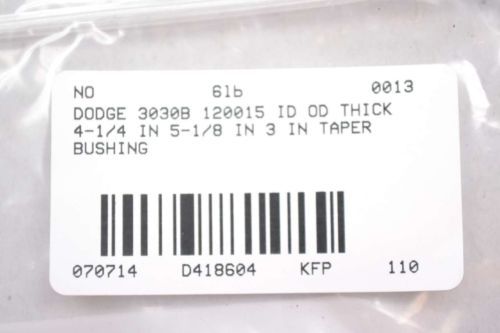 NO 6lb 0013
DODGE 3030B 120015 ID OD THICK
4-1/4 IN 5-1/8 IN 3 IN TAPER
BUSHING
070714 D418604 KFP 110